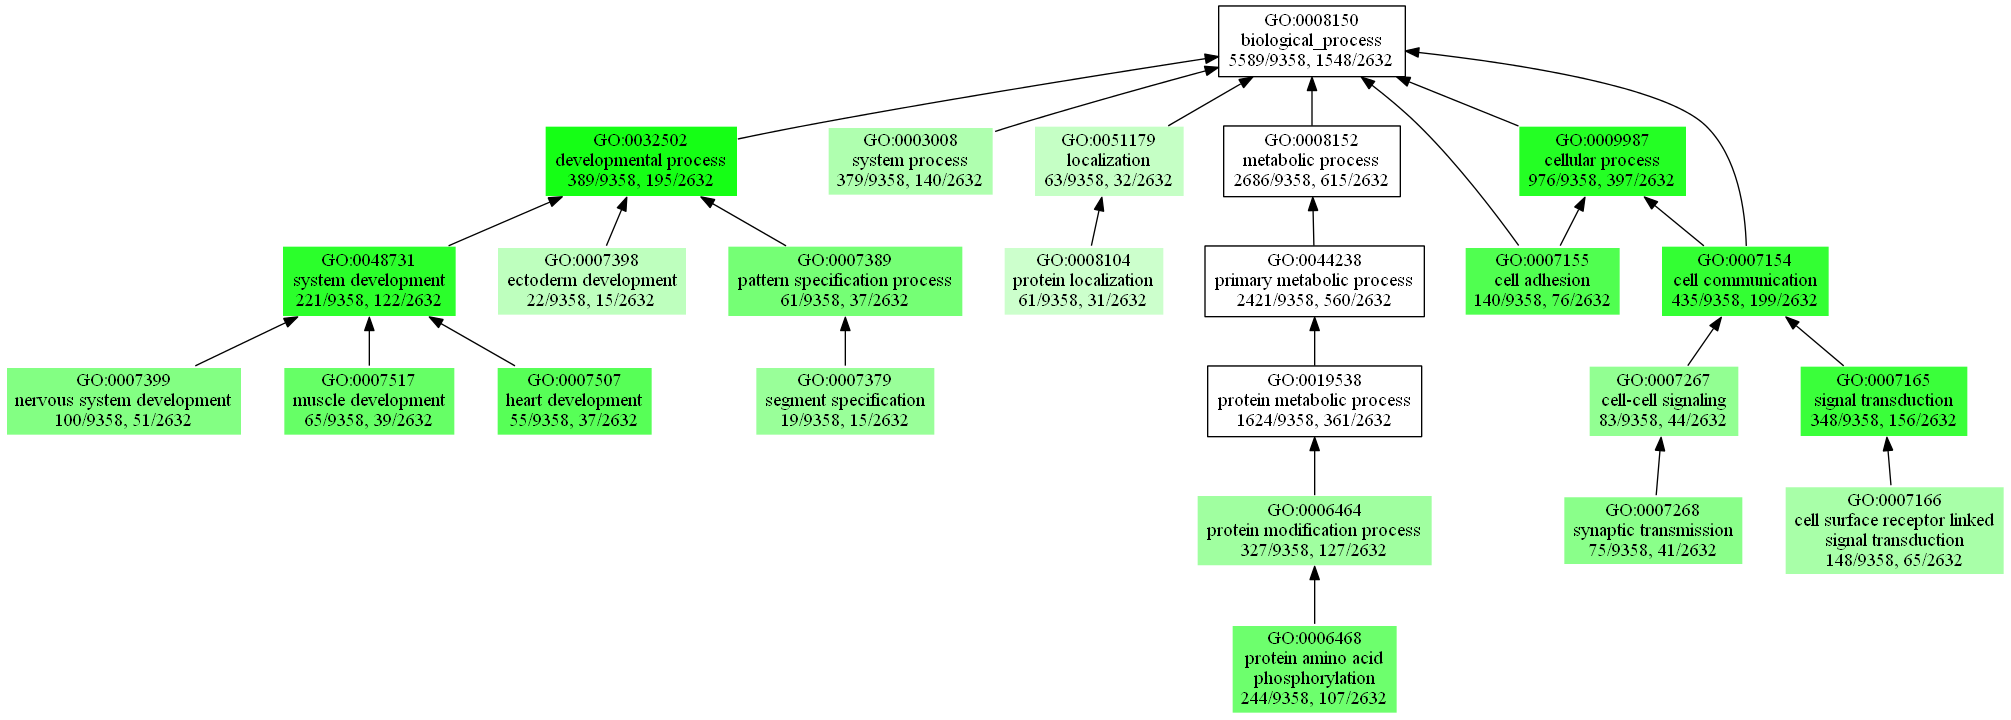 GO:0008150
biological_process
5589/9358, 1548/2632
GO:0032502
developmental process
389/9358, 195/2632
GO:0003008
system process
379/9358, 140/2632
GO:0051179
localization
63/9358, 32/2632
GO:0008152
metabolic process
2686/9358, 615/2632
GO:0009987
cellular process
976/9358, 397/2632
GO:0048731
system development
221/9358, 122/2632
GO:0007398
ectoderm development
22/9358, 15/2632
GO:0007389
pattern specification process
61/9358, 37/2632
GO:0008104
protein localization
61/9358, 31/2632
GO:0044238
primary metabolic process
2421/9358, 560/2632
GO:0007155
cell adhesion
140/9358, 76/2632
GO:0007154
cell communication
435/9358, 199/2632
GO:0007399
nervous system development
100/9358, 51/2632
GO:0007517
muscle development
65/9358, 39/2632
GO:0007507
heart development
55/9358, 37/2632
GO:0007379
segment specification
19/9358, 15/2632
GO:0019538
protein metabolic process
1624/9358, 361/2632
GO:0007267
cell-cell signaling
83/9358, 44/2632
GO:0007165
signal transduction
348/9358, 156/2632
GO:0006464
protein modification process
327/9358, 127/2632
GO:0007268
synaptic transmission
75/9358, 41/2632
GO:0007166
cell surface receptor linked
signal transduction
148/9358, 65/2632
GO:0006468
protein amino acid
phosphorylation
244/9358, 107/2632